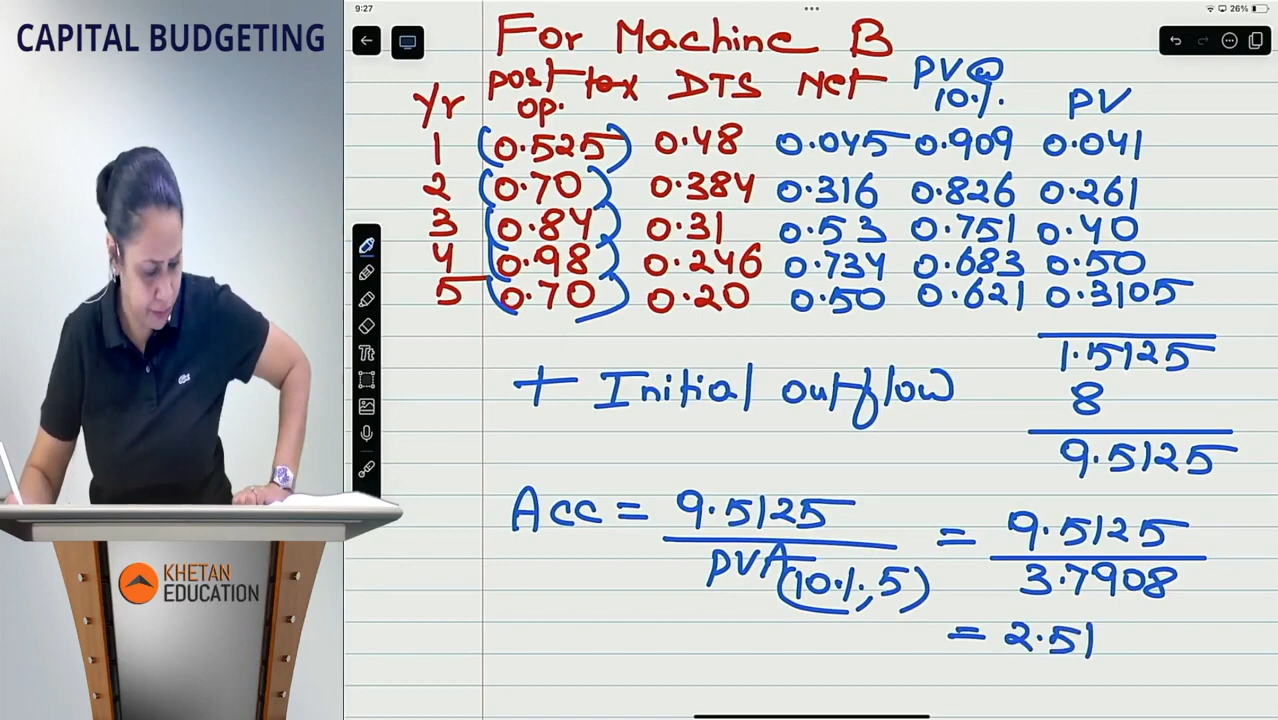 CAPITAL BUDGETING
9:27
26%
For Machine B
Yr post tax op. DTS Net PV@ 10.%. PV
1 (0.525) 0.48 0.045 0.909 0.041
2 (0.70) 0.384 0.316 0.826 0.261
3 (0.84) 0.31 0.53 0.751 0.40
4 (0.98) 0.246 0.734 0.683 0.50
5 (0.70) 0.20 0.50 0.621 0.3105
1.5125
+ Initial outflow 8
9.5125
Acc = 9.5125 / PVA(10.%, 5) = 9.5125 / 3.7908
= 2.51
Tt
KHETAN
EDUCATION